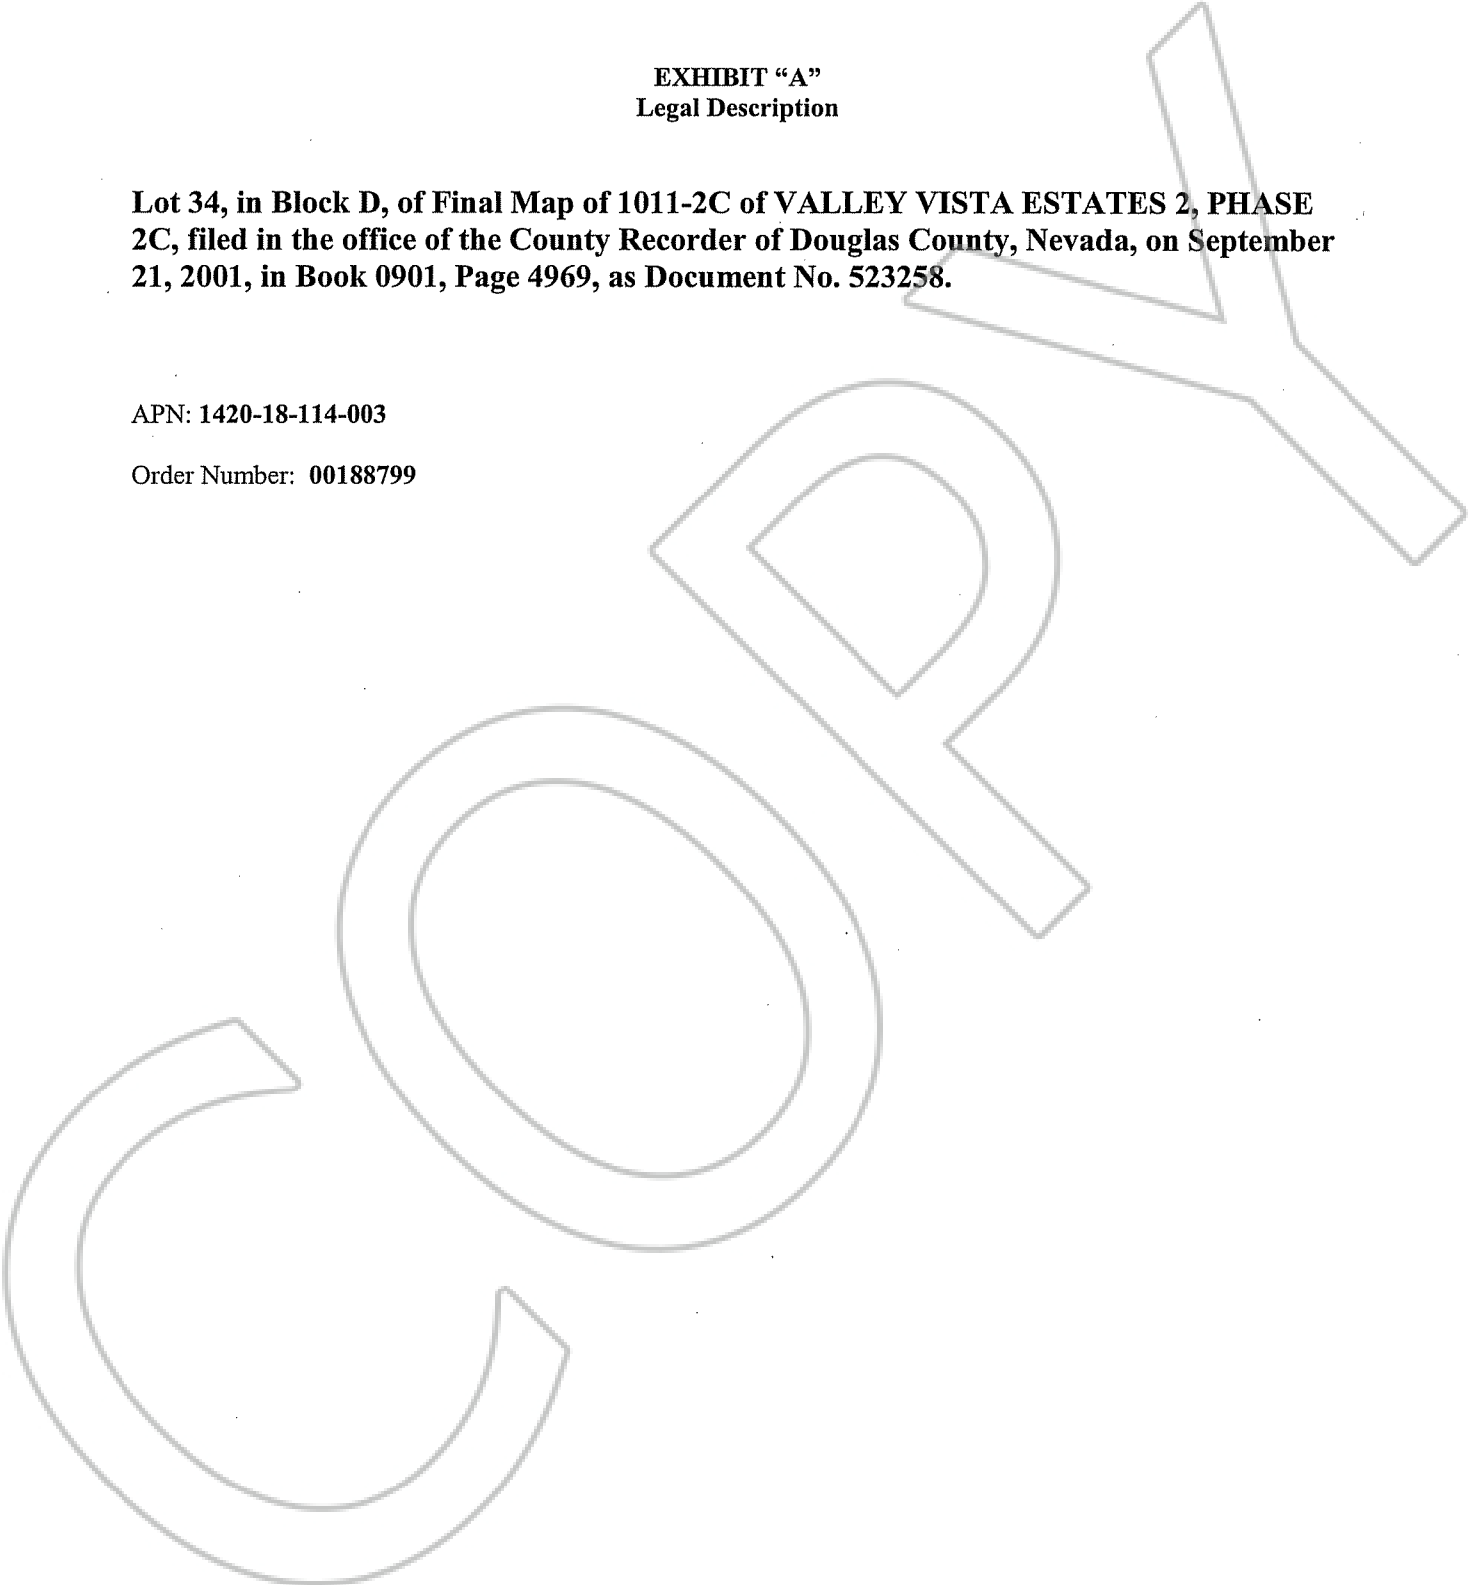 EXHIBIT “A”
Legal Description
Lot 34, in Block D, of Final Map of 1011-2C of VALLEY VISTA ESTATES 2, PHASE
2C, filed in the office of the County Recorder of Douglas County, Nevada, on September
21, 2001, in Book 0901, Page 4969, as Document No. 523258.
APN: 1420-18-114-003
Order Number: 00188799
COPY